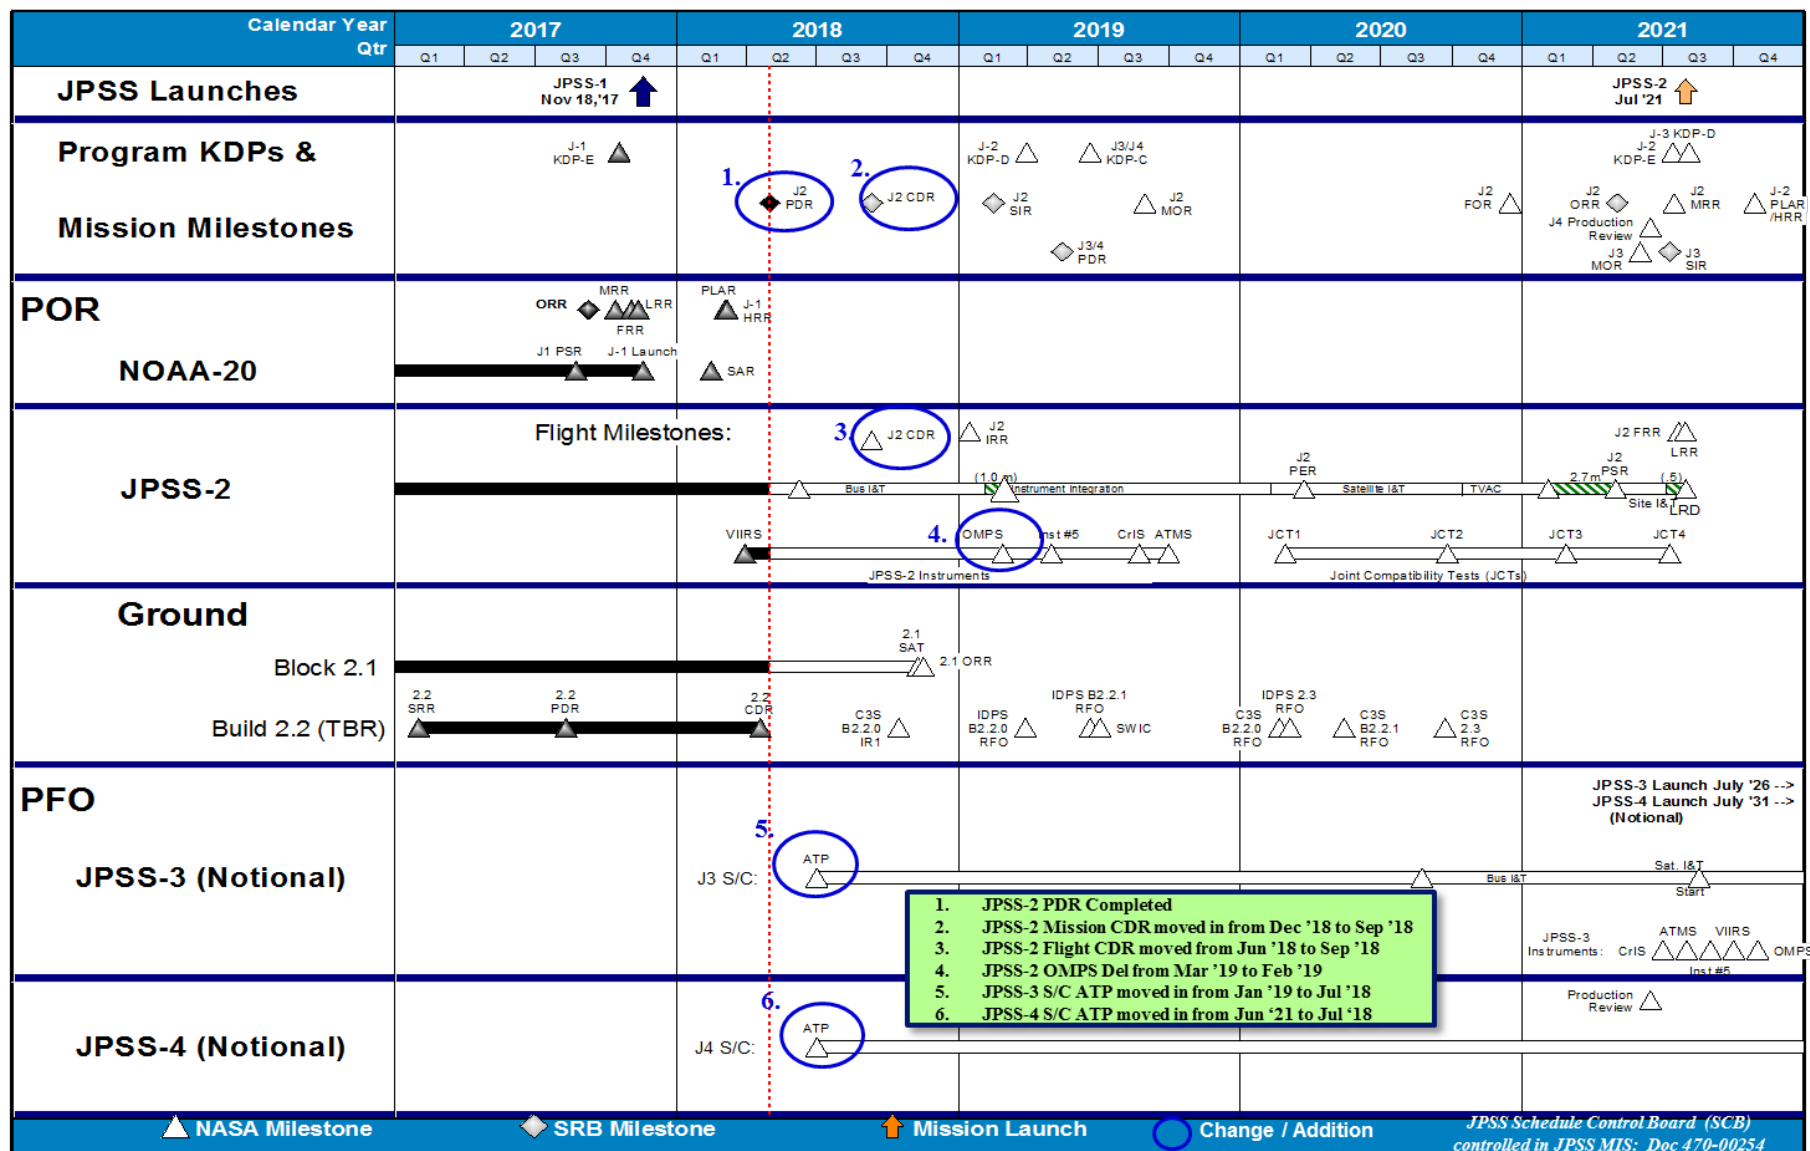 Calendar Year 2017 2018 2019 2020 2021
Qtr Q1 Q2 Q3 Q4 Q1 Q2 Q3 Q4 Q1 Q2 Q3 Q4 Q1 Q2 Q3 Q4 Q1 Q2 Q3 Q4
JPSS Launches
JPSS-1
Nov 18,'17
JPSS-2
Jul '21
Program KDPs &
Mission Milestones
J-1
KDP-E
J-2
KDP-D
J3/J4
KDP-C
J-3 KDP-D
J-2
KDP-E
1.
J2
PDR
2.
J2 CDR
J2
SIR
J2
MOR
J2
FOR
J2
ORR
J2
MRR
J-2
PLAR
/HRR
J4 Production
Review
J3/4
PDR
J3
MOR
J3
SIR
POR
NOAA-20
ORR
MRR
LRR
FRR
PLAR
J-1
HRR
J1 PSR
J-1 Launch
SAR
JPSS-2
Flight Milestones:
3.
J2 CDR
J2
IRR
J2 FRR
LRR
Bus I&T
(1.0 m)
Instrument Integration
J2
PER
Satellite I&T
TVAC
2.7m
J2
PSR
(.5)
Site I&T
LRD
VIIRS
4.
OMPS
Inst #5
CrIS
ATMS
JPSS-2 Instruments
JCT1
JCT2
JCT3
JCT4
Joint Compatibility Tests (JCTs)
Ground
Block 2.1
2.1
SAT
2.1 ORR
Build 2.2 (TBR)
2.2
SRR
2.2
PDR
2.2
CDR
C3S
B2.2.0
IR1
IDPS
B2.2.0
RFO
IDPS B2.2.1
RFO
SWIC
C3S
B2.2.0
RFO
IDPS 2.3
RFO
C3S
B2.2.1
RFO
C3S
2.3
RFO
PFO
JPSS-3 Launch July '26 -->
JPSS-4 Launch July '31 -->
(Notional)
JPSS-3 (Notional)
5.
ATP
J3 S/C:
Bus I&T
Sat. I&T
Start
JPSS-3
Instruments:
CrIS
ATMS
VIIRS
OMPS
Inst #5
1. JPSS-2 PDR Completed
2. JPSS-2 Mission CDR moved in from Dec ’18 to Sep ’18
3. JPSS-2 Flight CDR moved from Jun ’18 to Sep ’18
4. JPSS-2 OMPS Del from Mar ’19 to Feb ’19
5. JPSS-3 S/C ATP moved in from Jan ’19 to Jul ’18
6. JPSS-4 S/C ATP moved in from Jun ‘21 to Jul ‘18
JPSS-4 (Notional)
6.
ATP
J4 S/C:
Production
Review
NASA Milestone
SRB Milestone
Mission Launch
Change / Addition
JPSS Schedule Control Board (SCB)
controlled in JPSS MIS: Doc 470-00254